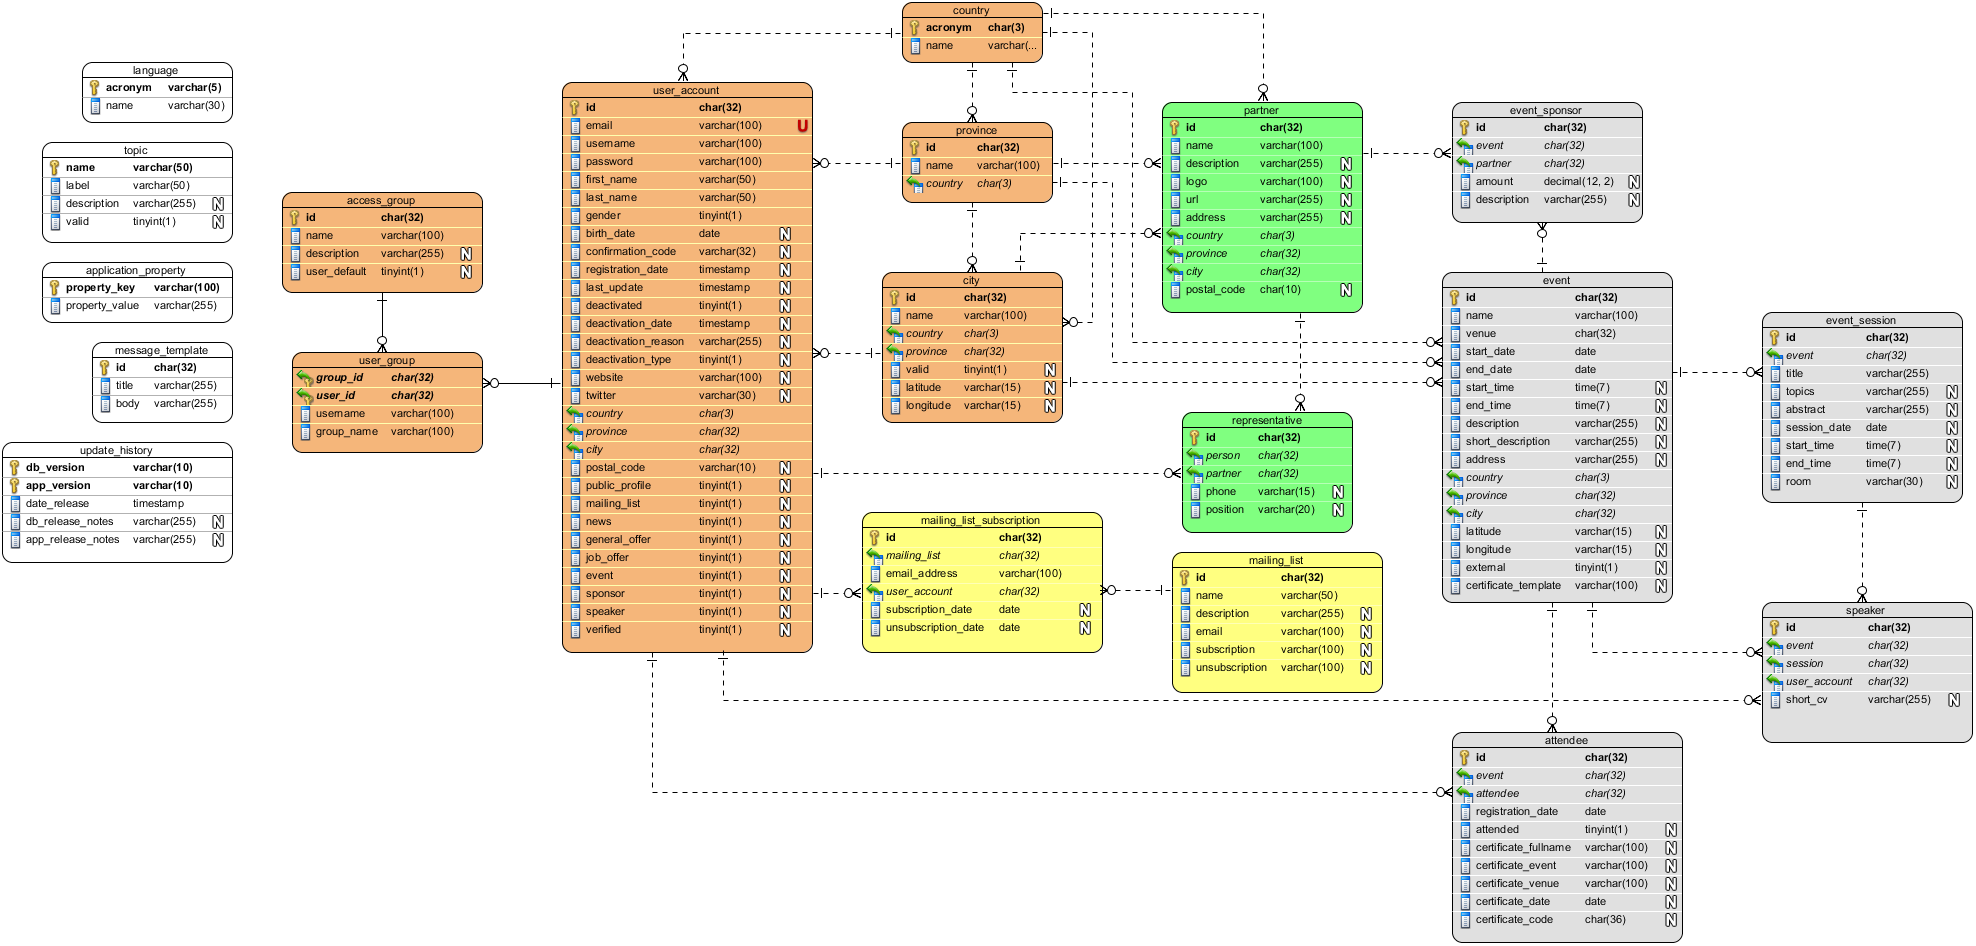 language
acronym varchar(5)
name varchar(30)
topic
name varchar(50)
label varchar(50)
description varchar(255) N
valid tinyint(1) N
application_property
property_key varchar(100)
property_value varchar(255)
message_template
id char(32)
title varchar(255)
body varchar(255)
update_history
db_version varchar(10)
app_version varchar(10)
date_release timestamp
db_release_notes varchar(255) N
app_release_notes varchar(255) N
access_group
id char(32)
name varchar(100)
description varchar(255) N
user_default tinyint(1) N
user_group
group_id char(32)
user_id char(32)
username varchar(100)
group_name varchar(100)
user_account
id char(32)
email varchar(100) U
username varchar(100)
password varchar(100)
first_name varchar(50)
last_name varchar(50)
gender tinyint(1)
birth_date date N
confirmation_code varchar(32) N
registration_date timestamp N
last_update timestamp N
deactivated tinyint(1) N
deactivation_date timestamp N
deactivation_reason varchar(255) N
deactivation_type tinyint(1) N
website varchar(100) N
twitter varchar(30) N
country char(3)
province char(32)
city char(32)
postal_code varchar(10) N
public_profile tinyint(1) N
mailing_list tinyint(1) N
news tinyint(1) N
general_offer tinyint(1) N
job_offer tinyint(1) N
event tinyint(1) N
sponsor tinyint(1) N
speaker tinyint(1) N
verified tinyint(1) N
country
acronym char(3)
name varchar(...
province
id char(32)
name varchar(100)
country char(3)
city
id char(32)
name varchar(100)
country char(3)
province char(32)
valid tinyint(1) N
latitude varchar(15) N
longitude varchar(15) N
mailing_list_subscription
id char(32)
mailing_list char(32)
email_address varchar(100)
user_account char(32)
subscription_date date N
unsubscription_date date N
partner
id char(32)
name varchar(100)
description varchar(255) N
logo varchar(100) N
url varchar(255) N
address varchar(255) N
country char(3)
province char(32)
city char(32)
postal_code char(10) N
representative
id char(32)
person char(32)
partner char(32)
phone varchar(15) N
position varchar(20) N
mailing_list
id char(32)
name varchar(50)
description varchar(255) N
email varchar(100) N
subscription varchar(100) N
unsubscription varchar(100) N
event_sponsor
id char(32)
event char(32)
partner char(32)
amount decimal(12, 2) N
description varchar(255) N
event
id char(32)
name varchar(100)
venue char(32)
start_date date
end_date date
start_time time(7) N
end_time time(7) N
description varchar(255) N
short_description varchar(255) N
address varchar(255) N
country char(3)
province char(32)
city char(32)
latitude varchar(15) N
longitude varchar(15) N
external tinyint(1) N
certificate_template varchar(100) N
event_session
id char(32)
event char(32)
title varchar(255)
topics varchar(255) N
abstract varchar(255) N
session_date date N
start_time time(7) N
end_time time(7) N
room varchar(30) N
speaker
id char(32)
event char(32)
session char(32)
user_account char(32)
short_cv varchar(255) N
attendee
id char(32)
event char(32)
attendee char(32)
registration_date date
attended tinyint(1) N
certificate_fullname varchar(100) N
certificate_event varchar(100) N
certificate_venue varchar(100) N
certificate_date date N
certificate_code char(36) N